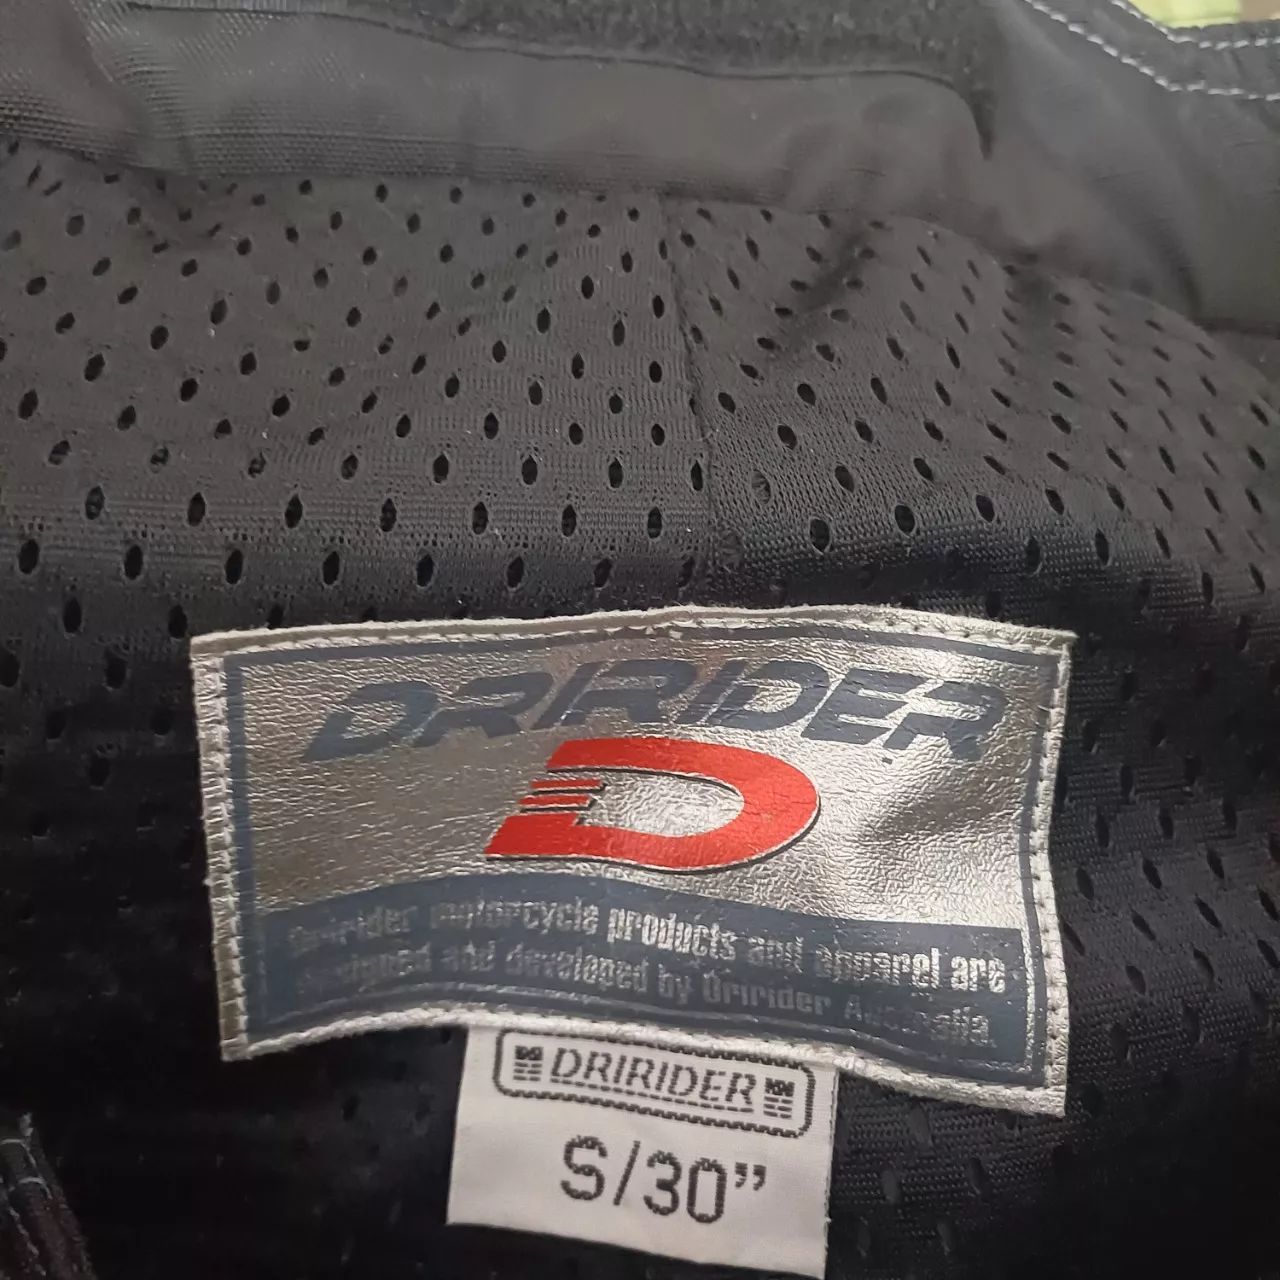 DRIRIDER
D
Dririder motorcycle products and apparel are
designed and developed by Dririder Australia
DRIRIDER
S/30"